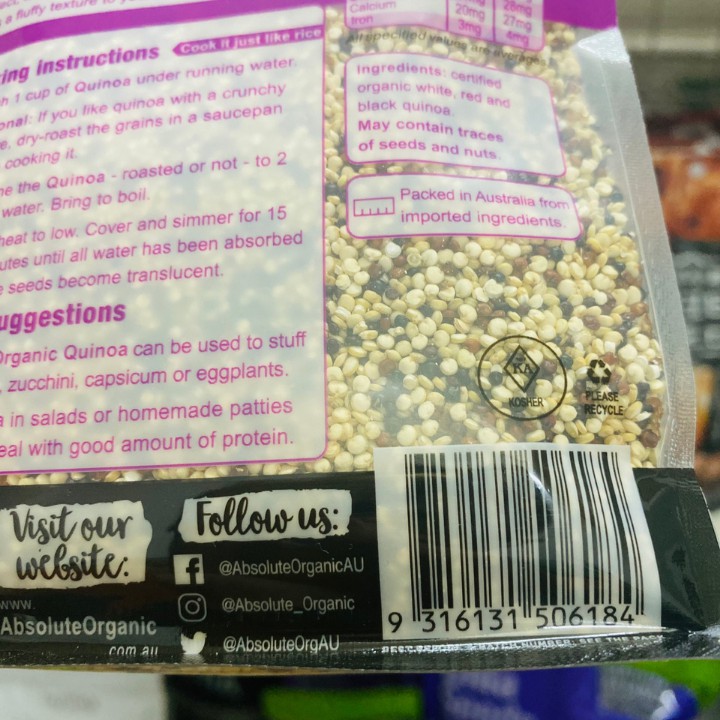 a fluffy texture to y
ing Instructions
Cook it just like rice
1 cup of Quinoa under running water.
onal: If you like quinoa with a crunchy
e, dry-roast the grains in a saucepan
cooking it.
e the Quinoa - roasted or not - to 2
water. Bring to boil.
heat to low. Cover and simmer for 15
utes until all water has been absorbed
e seeds become translucent.
uggestions
Organic Quinoa can be used to stuff
, zucchini, capsicum or eggplants.
a in salads or homemade patties
eal with good amount of protein.
Calcium 20mg 28mg
Iron 3mg 27mg
4mg
All specified values are averages
Ingredients: certified
organic white, red and
black quinoa.
May contain traces
of seeds and nuts.
Packed in Australia from
imported ingredients.
KA
KOSHER
PLEASE
RECYCLE
Visit our
website:
www.
AbsoluteOrganic
.com.au
Follow us:
@AbsoluteOrganicAU
@Absolute_Organic
@AbsoluteOrgAU
9 316131 506184
BATCH NUMBER: SEE THE PACK